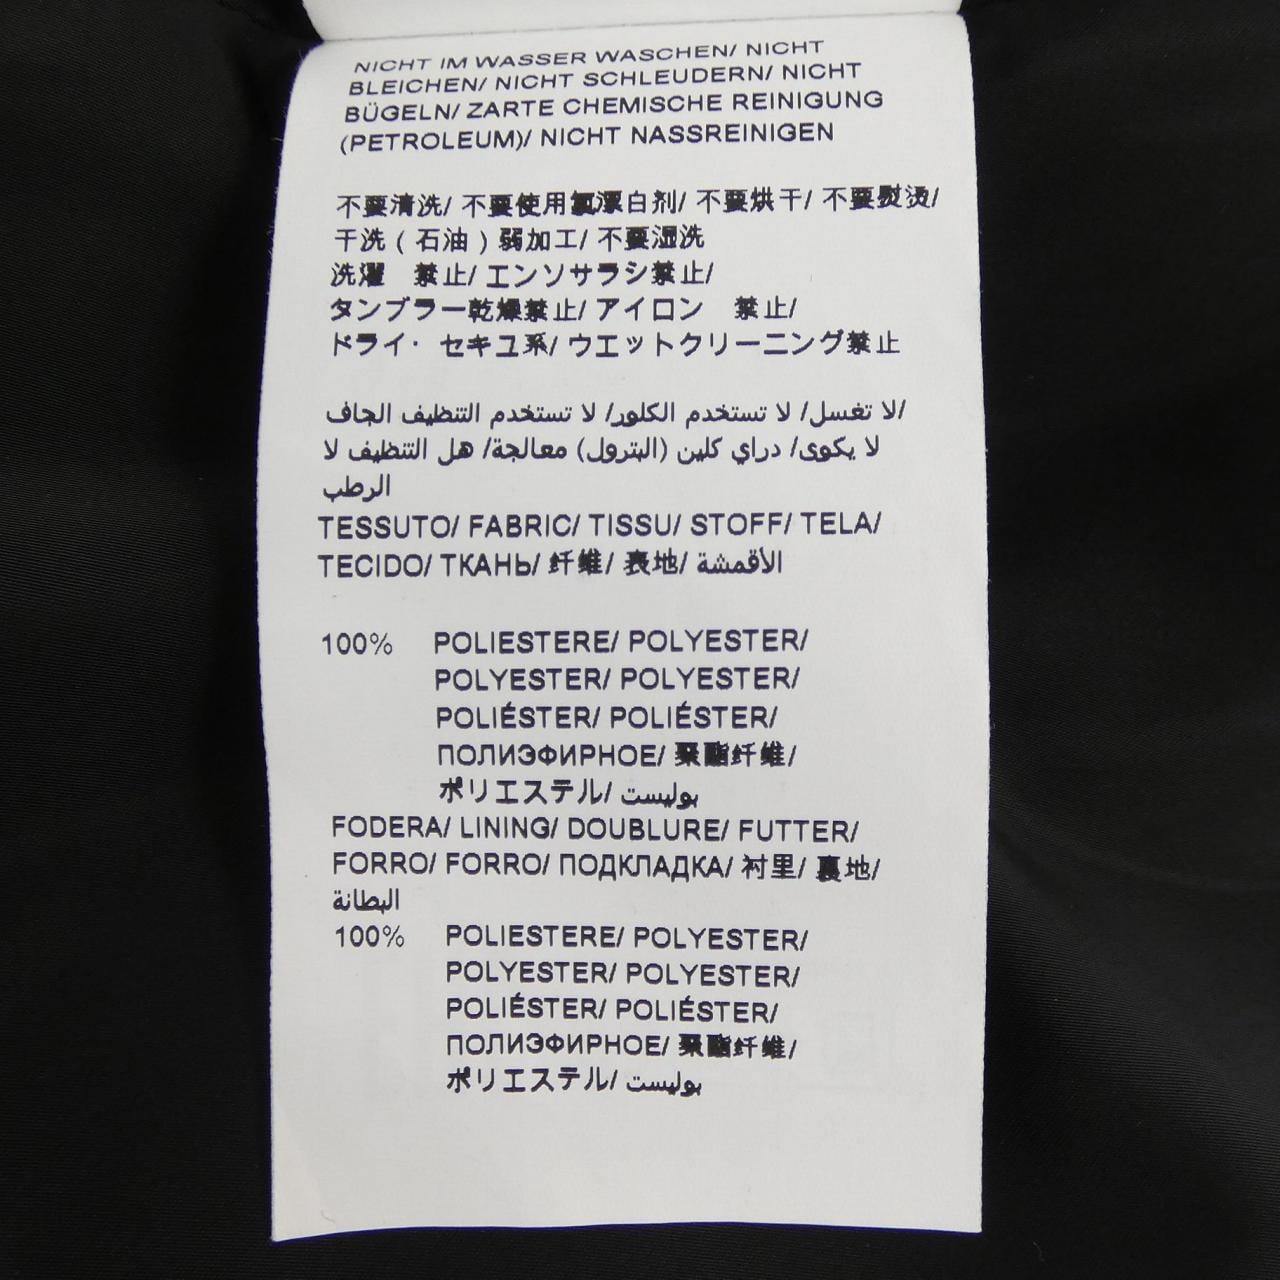 NICHT IM WASSER WASCHEN/ NICHT
BLEICHEN/ NICHT SCHLEUDERN/ NICHT
BÜGELN/ ZARTE CHEMISCHE REINIGUNG
(PETROLEUM)/ NICHT NASSREINIGEN
不要清洗/ 不要使用氯漂白剂/ 不要烘干/ 不要熨烫/
干洗（石油）弱加工/ 不要湿洗
洗濯　禁止/ エンソサラシ禁止/
タンブラー乾燥禁止/ アイロン　禁止/
ドライ・ セキユ系/ ウエットクリーニング禁止
لا تغسل/ لا تستخدم الكلور/ لا تستخدم التنظيف الجاف/
لا يكوى/ دراي كلين (البترول) معالجة/ هل التنظيف لا
الرطب
TESSUTO/ FABRIC/ TISSU/ STOFF/ TELA/
TECIDO/ ТКАНЬ/ 纤维/ 表地/ الأقمشة
100% POLIESTERE/ POLYESTER/
POLYESTER/ POLYESTER/
POLIÉSTER/ POLIÉSTER/
ПОЛИЭФИРНОЕ/ 聚酯纤维/
ポリエステル/ بوليست
FODERA/ LINING/ DOUBLURE/ FUTTER/
FORRO/ FORRO/ ПОДКЛАДКА/ 衬里/ 裏地/
البطانة
100% POLIESTERE/ POLYESTER/
POLYESTER/ POLYESTER/
POLIÉSTER/ POLIÉSTER/
ПОЛИЭФИРНОЕ/ 聚酯纤维/
ポリエステル/ بوليست